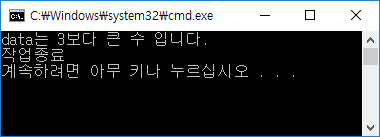 C:₩Windows₩system32₩cmd.exe
data는 3보다 큰 수 입니다.
작업종료
계속하려면 아무 키나 누르십시오 . . .